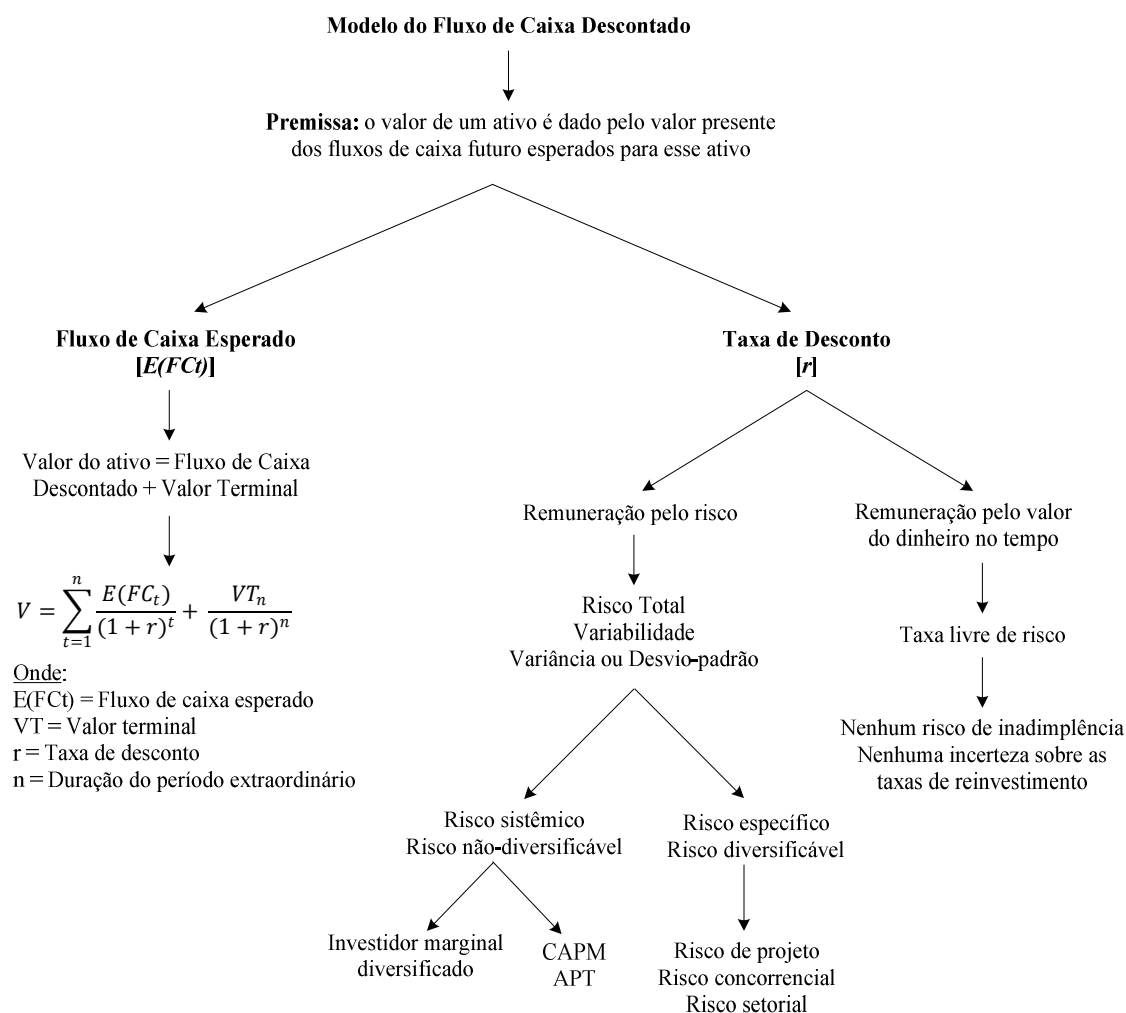 Modelo do Fluxo de Caixa Descontado
Premissa: o valor de um ativo é dado pelo valor presente
dos fluxos de caixa futuro esperados para esse ativo
Fluxo de Caixa Esperado
[E(FCt)]
Valor do ativo = Fluxo de Caixa
Descontado + Valor Terminal
V = \sum_{t=1}^{n} \frac{E(FC_t)}{(1 + r)^t} + \frac{VT_n}{(1 + r)^n}
Onde:
E(FCt) = Fluxo de caixa esperado
VT = Valor terminal
r = Taxa de desconto
n = Duração do período extraordinário
Taxa de Desconto
[r]
Remuneração pelo risco
Risco Total
Variabilidade
Variância ou Desvio-padrão
Risco sistêmico
Risco não-diversificável
Investidor marginal
diversificado
CAPM
APT
Risco específico
Risco diversificável
Risco de projeto
Risco concorrencial
Risco setorial
Remuneração pelo valor
do dinheiro no tempo
Taxa livre de risco
Nenhum risco de inadimplência
Nenhuma incerteza sobre as
taxas de reinvestimento